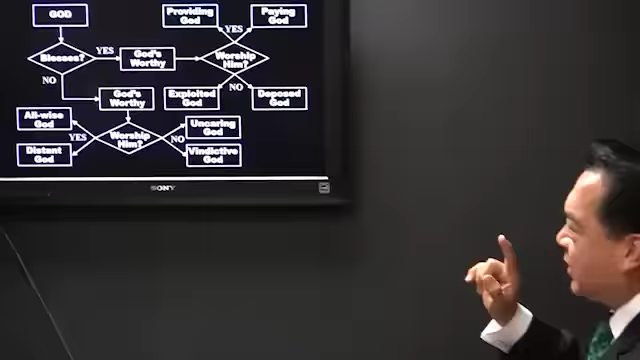 GOD
Providing
God
Paying
God
YES
Blesses?
YES
God's
Worthy
Worship
Him?
NO
NO
God's
Worthy
Exploited
God
Deposed
God
All-wise
God
Worship
Him?
Uncaring
God
YES
NO
Distant
God
Vindictive
God
SONY